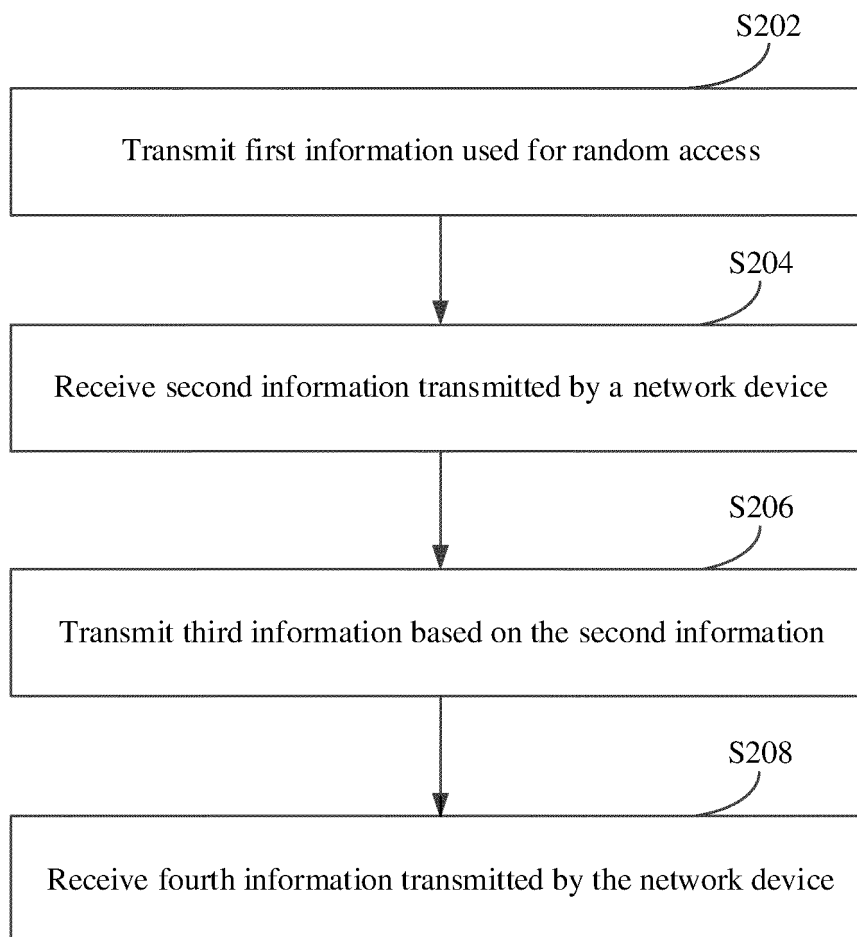 S202
Transmit first information used for random access
S204
Receive second information transmitted by a network device
S206
Transmit third information based on the second information
S208
Receive fourth information transmitted by the network device